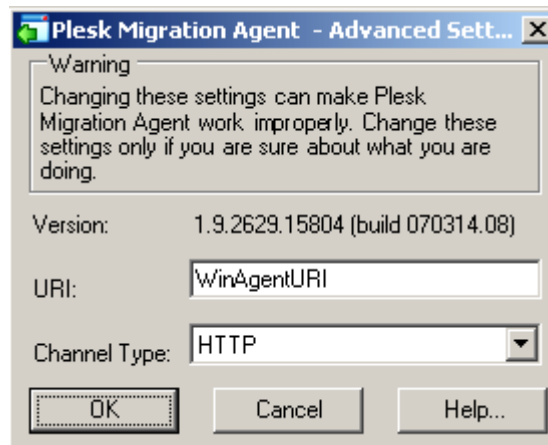 Plesk Migration Agent - Advanced Sett...
Warning
Changing these settings can make Plesk
Migration Agent work improperly. Change these
settings only if you are sure about what you are
doing.
Version: 1.9.2629.15804 (build 070314.08)
URI: WinAgentURI
Channel Type: HTTP
OK Cancel Help...